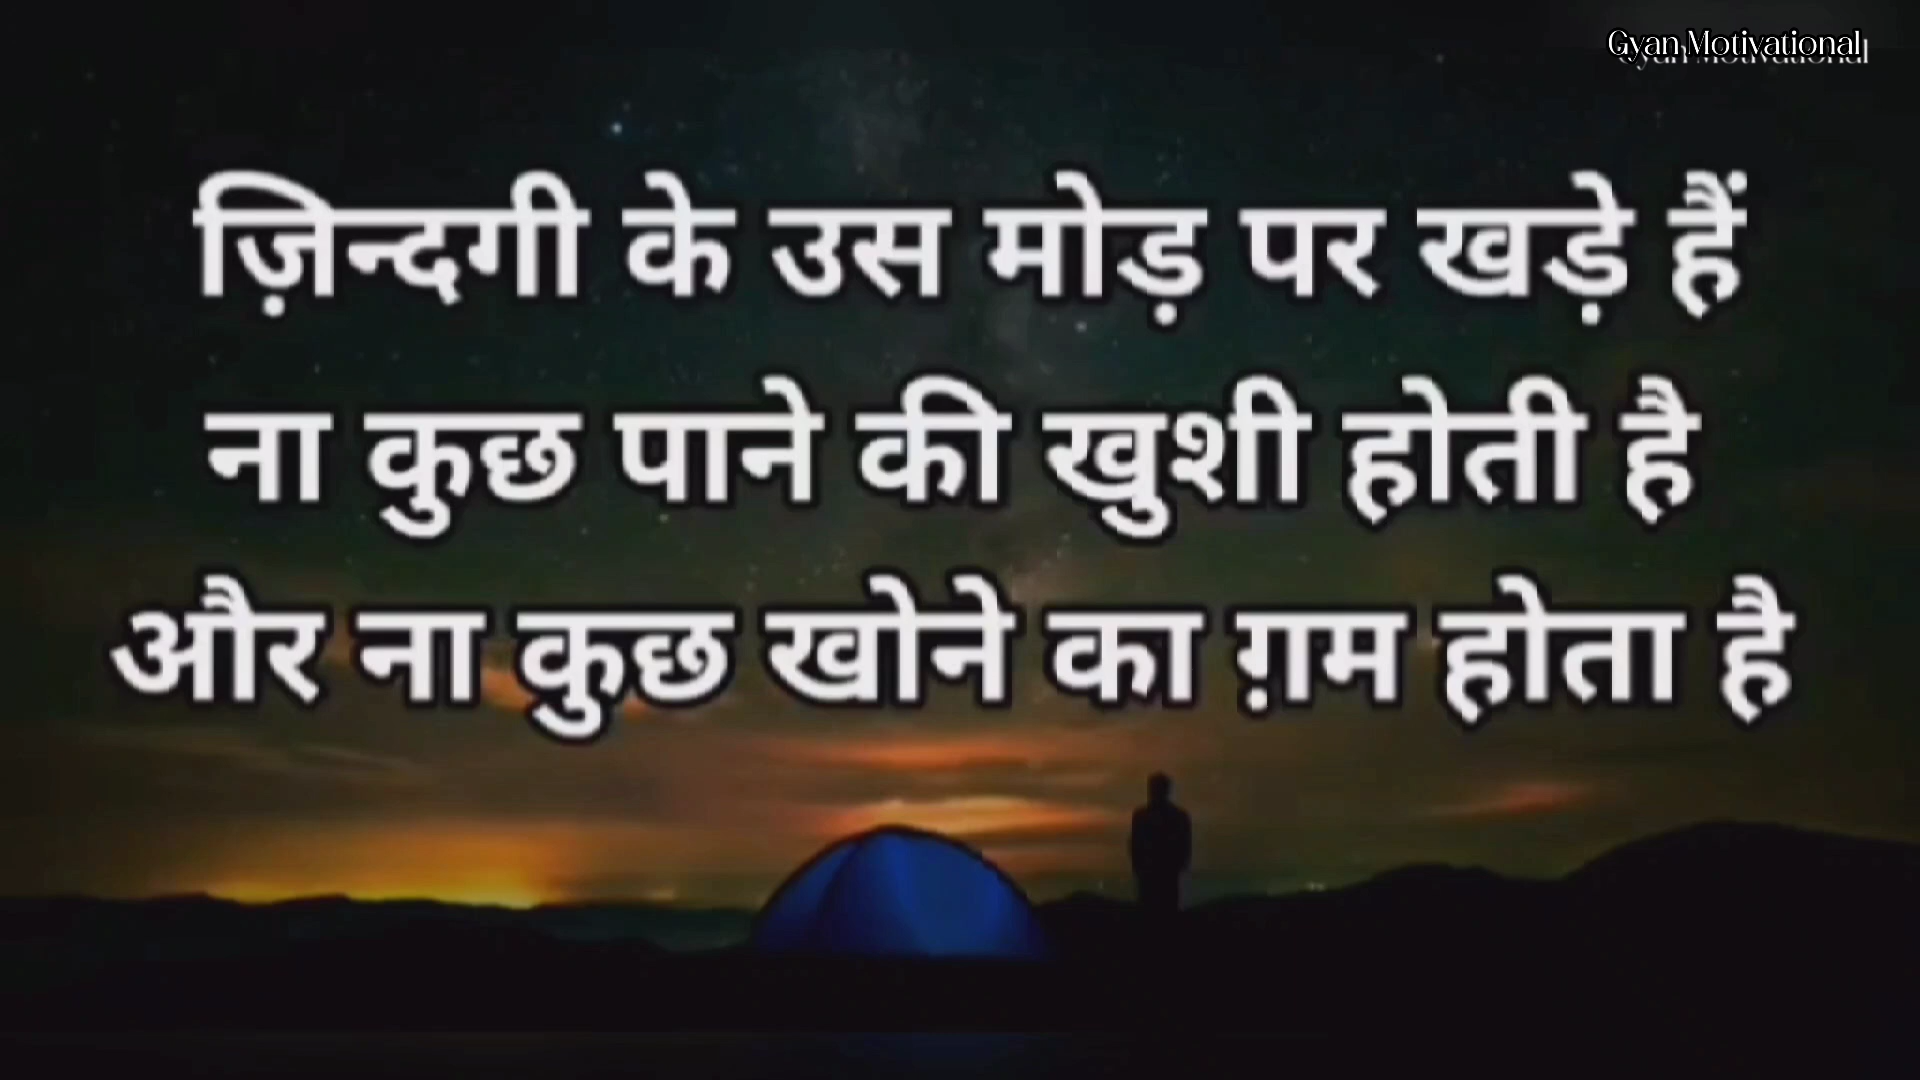 Gyan Motivational
ज़िन्दगी के उस मोड़ पर खड़े हैं
ना कुछ पाने की खुशी होती है
और ना कुछ खोने का ग़म होता है